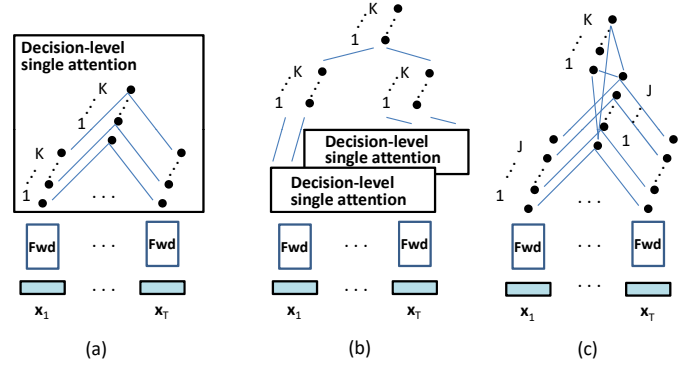 Decision-level
single attention
K
1
K
1
. . .
Fwd
. . .
Fwd
. . .
x1
xT
(a)
K
1
K
1
K
1
Decision-level
single attention
Decision-level
single attention
Fwd
. . .
Fwd
. . .
x1
xT
(b)
K
1
J
1
J
1
. . .
Fwd
. . .
Fwd
. . .
x1
xT
(c)